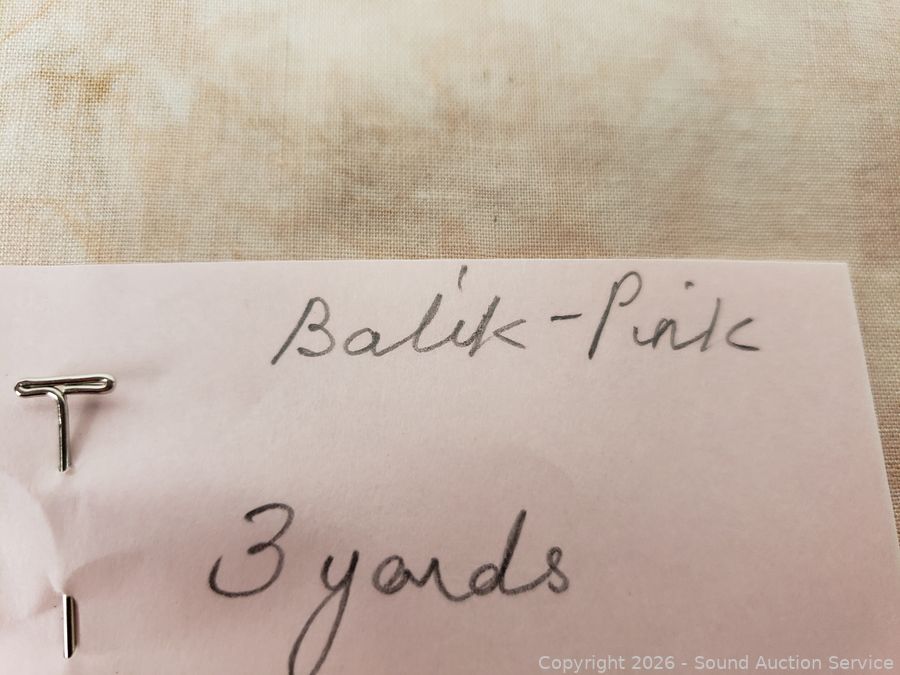 Balik-Pink
3 yards
Copyright 2026 - Sound Auction Service